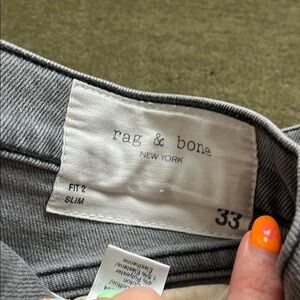 rag & bone
NEW YORK
FIT 2
SLIM
33